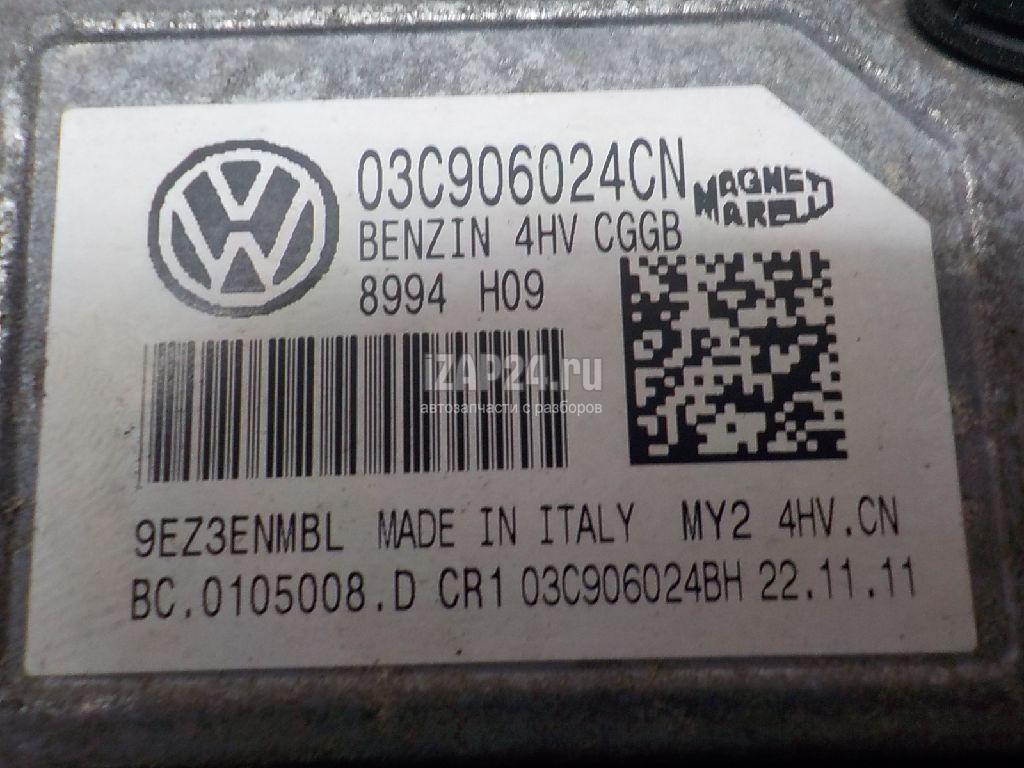 VW
03C906024CN
MAGNETI
MARELLI
BENZIN 4HV CGGB
8994 H09
iZAP24.ru
автозапчасти с разборов
9EZ3ENMBL MADE IN ITALY MY2 4HV.CN
BC.0105008.D CR1 03C906024BH 22.11.11